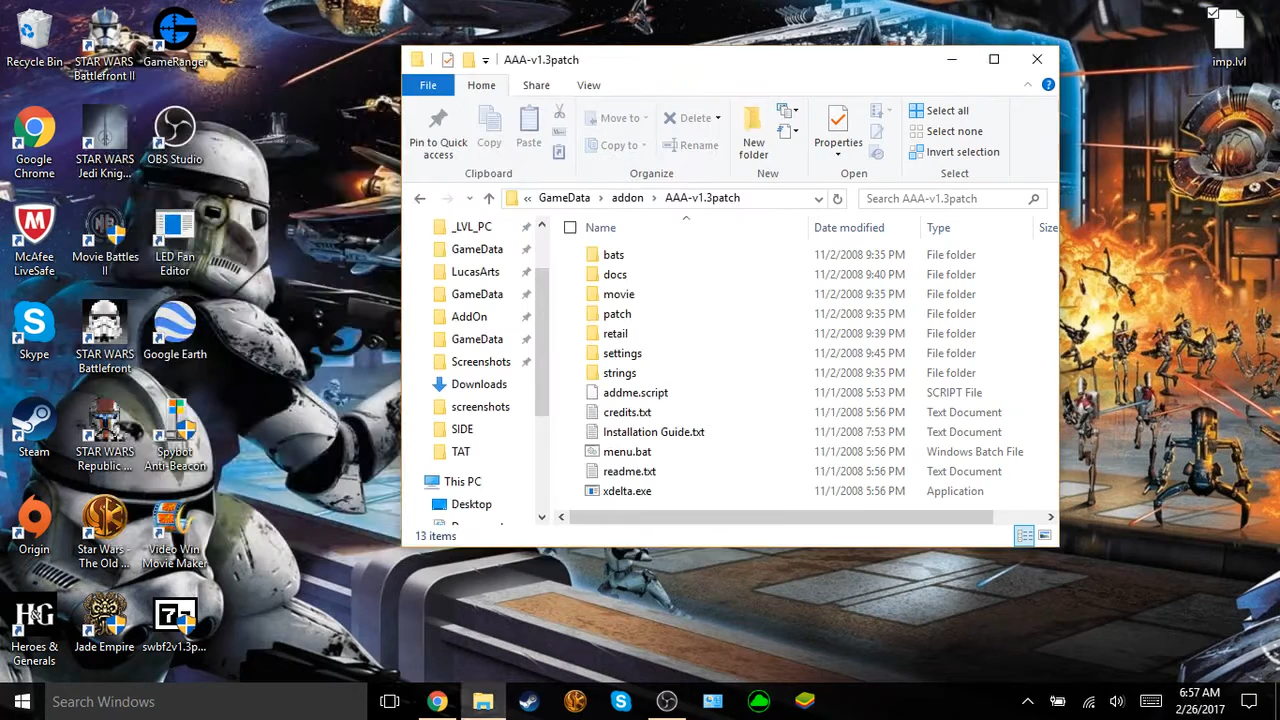 Recycle Bin
STAR WARS
Battlefront II
GameRanger
Google
Chrome
STAR WARS
Jedi Knig...
OBS Studio
McAfee
LiveSafe
Movie Battles
II
LED Fan
Editor
Skype
STAR WARS
Battlefront
Google Earth
Steam
STAR WARS
Republic ...
Spybot
Anti-Beacon
Origin
Star Wars -
The Old ...
Video Win
Movie Maker
H&G
Heroes &
Generals
Jade Empire
swbf2v1.3p...
imp.lvl
AAA-v1.3patch
File Home Share View
Pin to Quick
access
Copy
Paste
Clipboard
Move to
Copy to
Delete
Rename
Organize
New
folder
New
Properties
Open
Select all
Select none
Invert selection
Select
« GameData › addon › AAA-v1.3patch
Search AAA-v1.3patch
_LVL_PC
GameData
LucasArts
GameData
AddOn
GameData
Screenshots
Downloads
screenshots
SIDE
TAT
This PC
Desktop
Name Date modified Type Size
bats 11/2/2008 9:35 PM File folder
docs 11/2/2008 9:40 PM File folder
movie 11/2/2008 9:35 PM File folder
patch 11/2/2008 9:35 PM File folder
retail 11/2/2008 9:39 PM File folder
settings 11/2/2008 9:45 PM File folder
strings 11/2/2008 9:35 PM File folder
addme.script 11/1/2008 5:53 PM SCRIPT File
credits.txt 11/1/2008 5:56 PM Text Document
Installation Guide.txt 11/1/2008 7:53 PM Text Document
menu.bat 11/1/2008 5:56 PM Windows Batch File
readme.txt 11/1/2008 5:56 PM Text Document
xdelta.exe 11/1/2008 5:56 PM Application
13 items
Search Windows
6:57 AM
2/26/2017